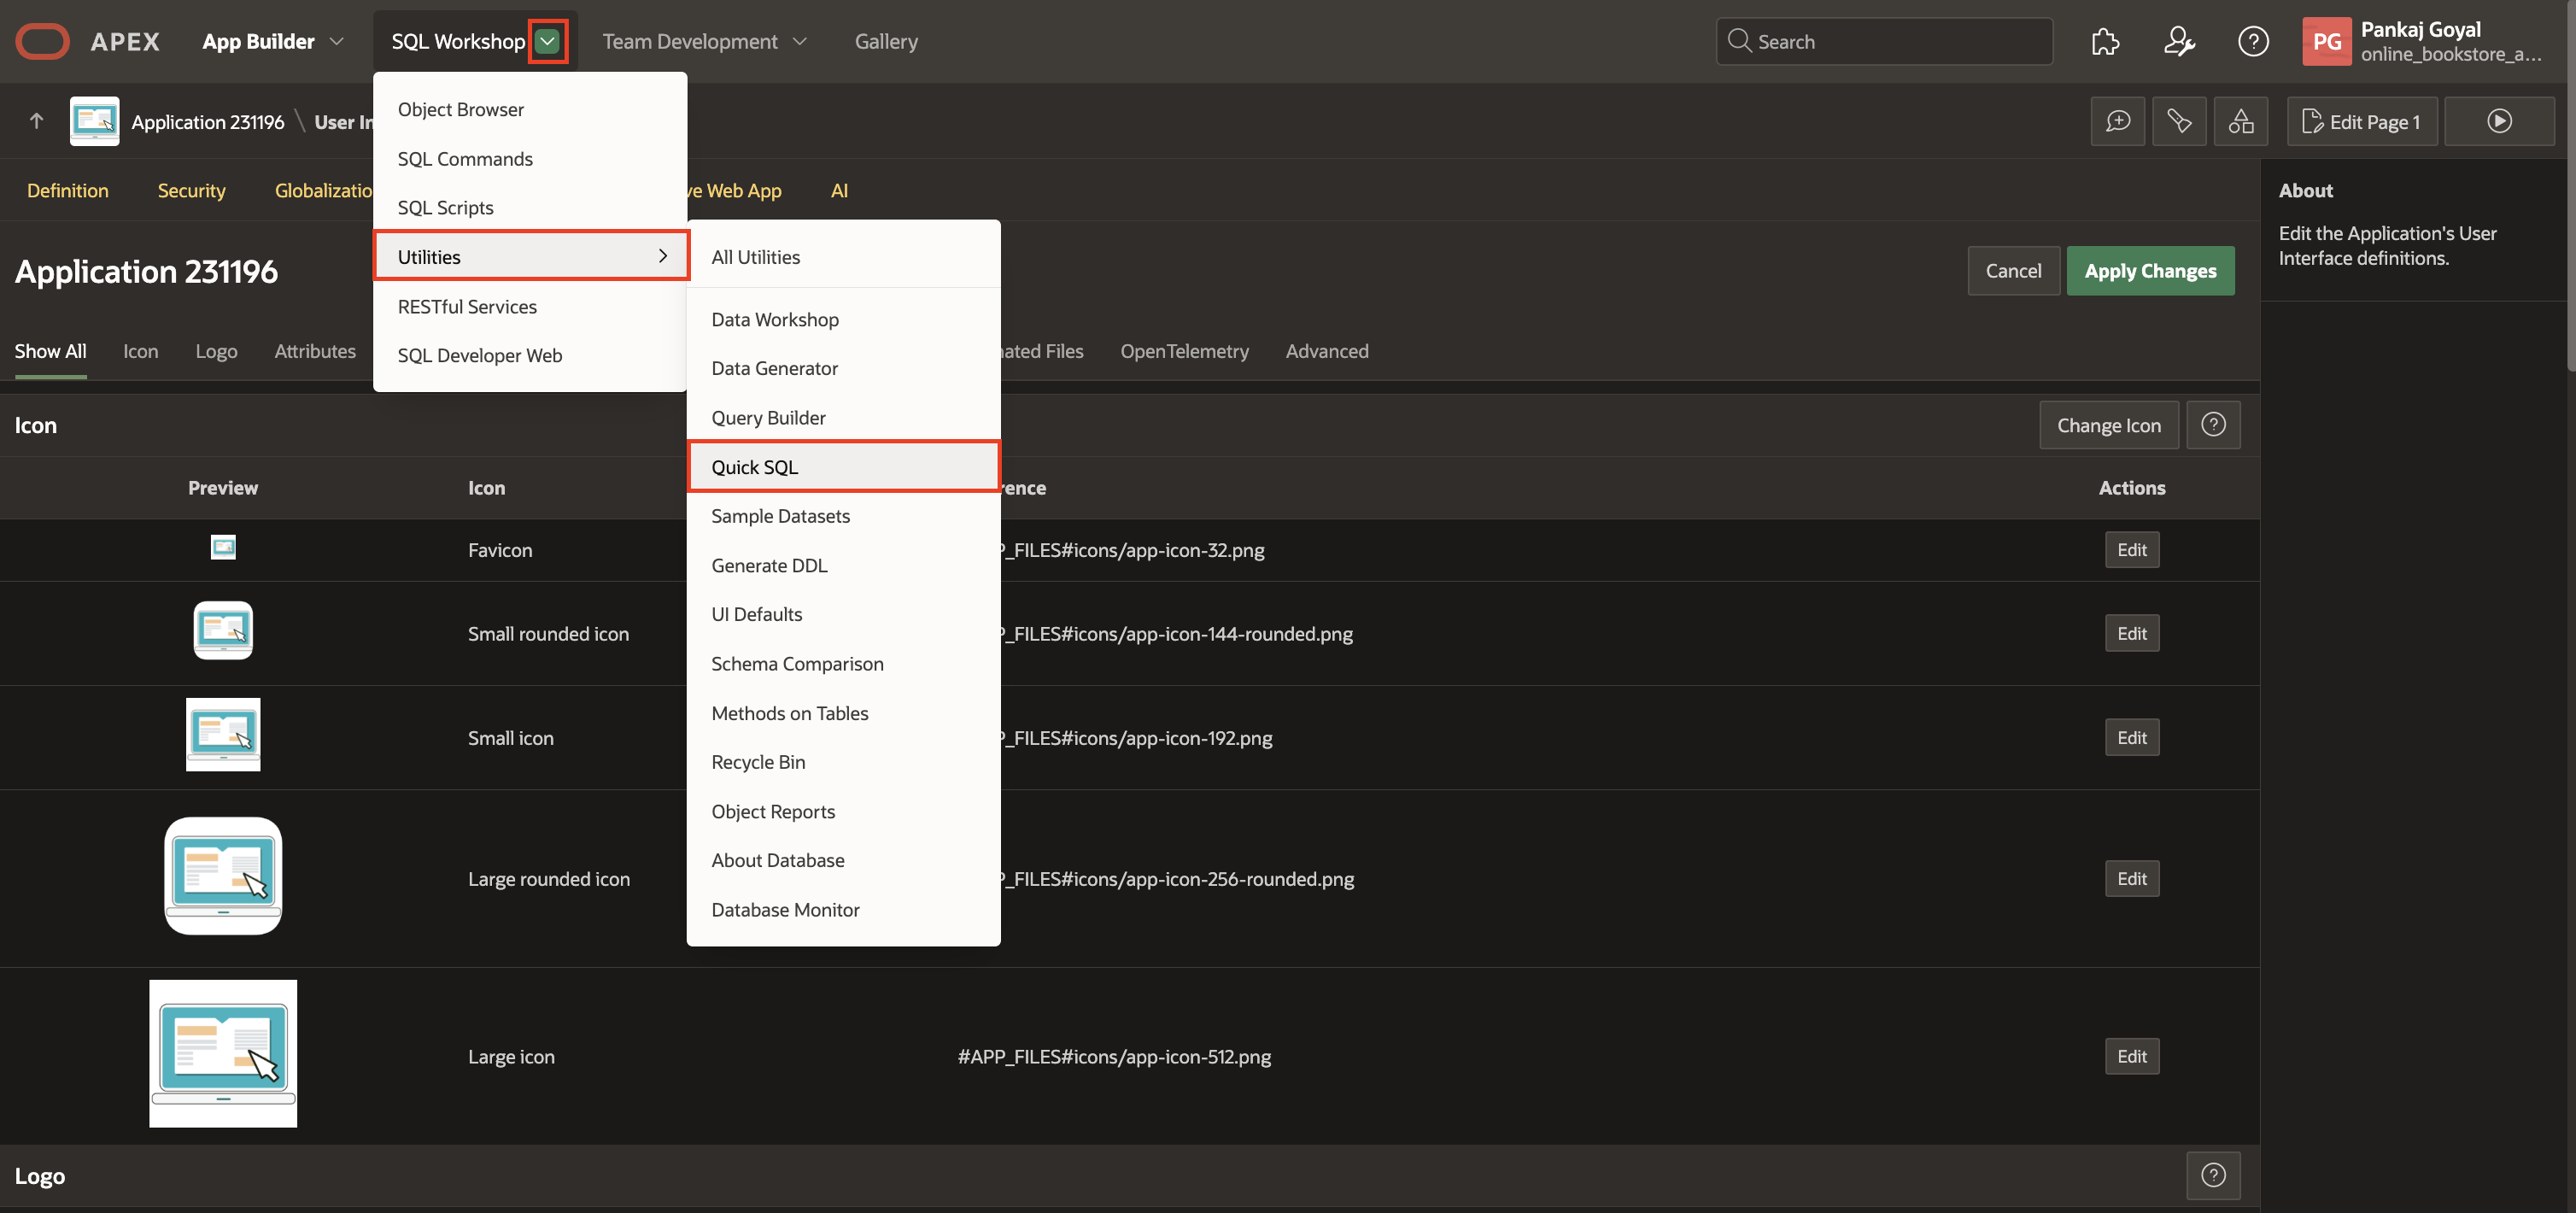 APEX App Builder SQL Workshop Team Development Gallery Search PG Pankaj Goyal
online_bookstore_a...
Application 231196 \ User In Edit Page 1
Object Browser
SQL Commands
SQL Scripts
Utilities
RESTful Services
SQL Developer Web
Definition Security Globalizatio ve Web App AI
All Utilities
Data Workshop
Data Generator
Query Builder
Quick SQL
Sample Datasets
Generate DDL
UI Defaults
Schema Comparison
Methods on Tables
Recycle Bin
Object Reports
About Database
Database Monitor
About
Edit the Application's User
Interface definitions.
Application 231196 Cancel Apply Changes
Show All Icon Logo Attributes nated Files OpenTelemetry Advanced
Icon Change Icon
Preview Icon rence Actions
Favicon P_FILES#icons/app-icon-32.png Edit
Small rounded icon P_FILES#icons/app-icon-144-rounded.png Edit
Small icon P_FILES#icons/app-icon-192.png Edit
Large rounded icon P_FILES#icons/app-icon-256-rounded.png Edit
Large icon #APP_FILES#icons/app-icon-512.png Edit
Logo